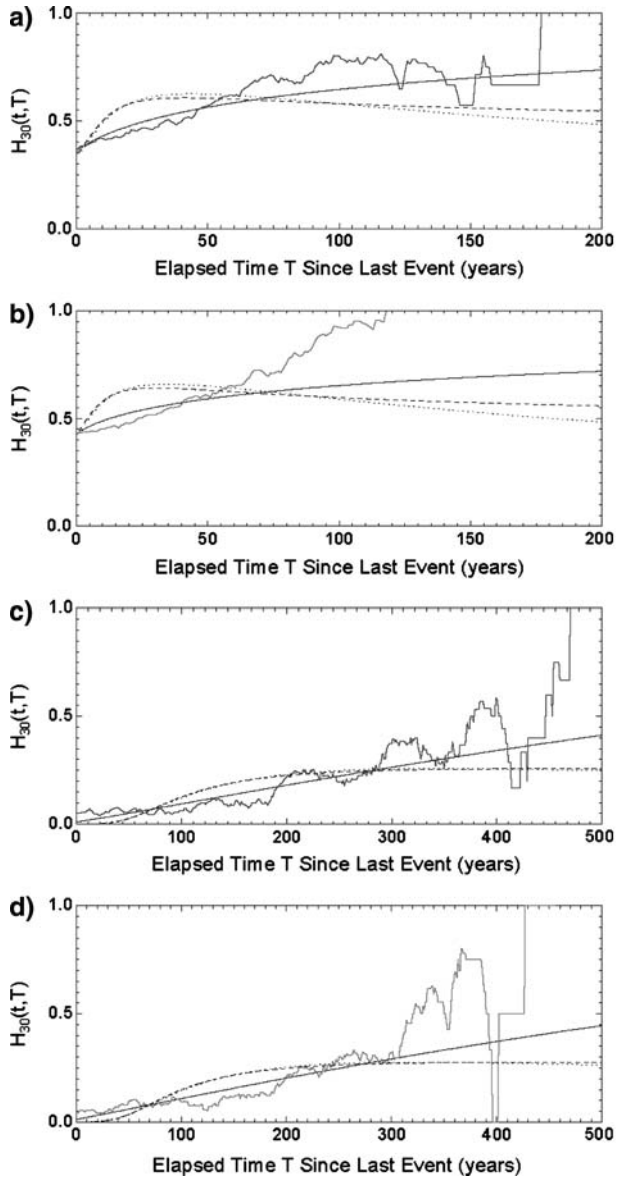 a)
1.0
0.5
0.0
H30(t,T)
0 50 100 150 200
Elapsed Time T Since Last Event (years)
b)
1.0
0.5
0.0
H30(t,T)
0 50 100 150 200
Elapsed Time T Since Last Event (years)
c)
1.0
0.5
0.0
H30(t,T)
0 100 200 300 400 500
Elapsed Time T Since Last Event (years)
d)
1.0
0.5
0.0
H30(t,T)
0 100 200 300 400 500
Elapsed Time T Since Last Event (years)